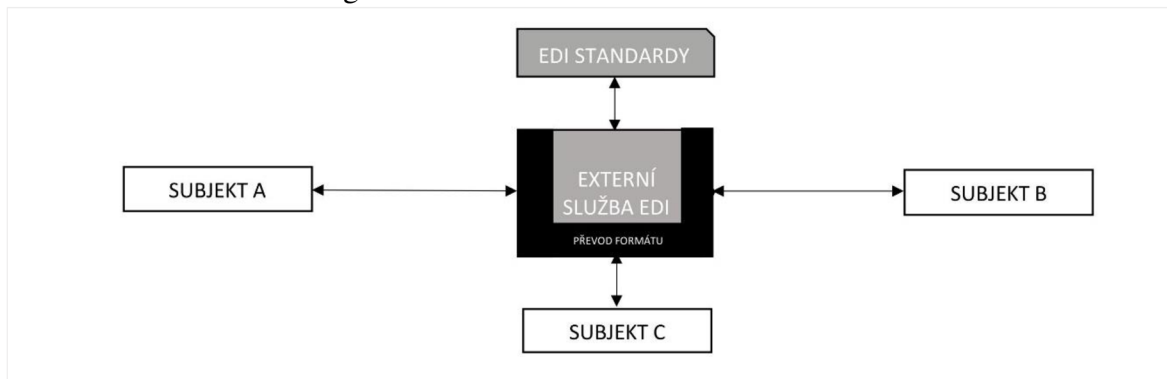 EDI STANDARDY
SUBJEKT A
EXTERNÍ
SLUŽBA EDI
PŘEVOD FORMÁTU
SUBJEKT B
SUBJEKT C